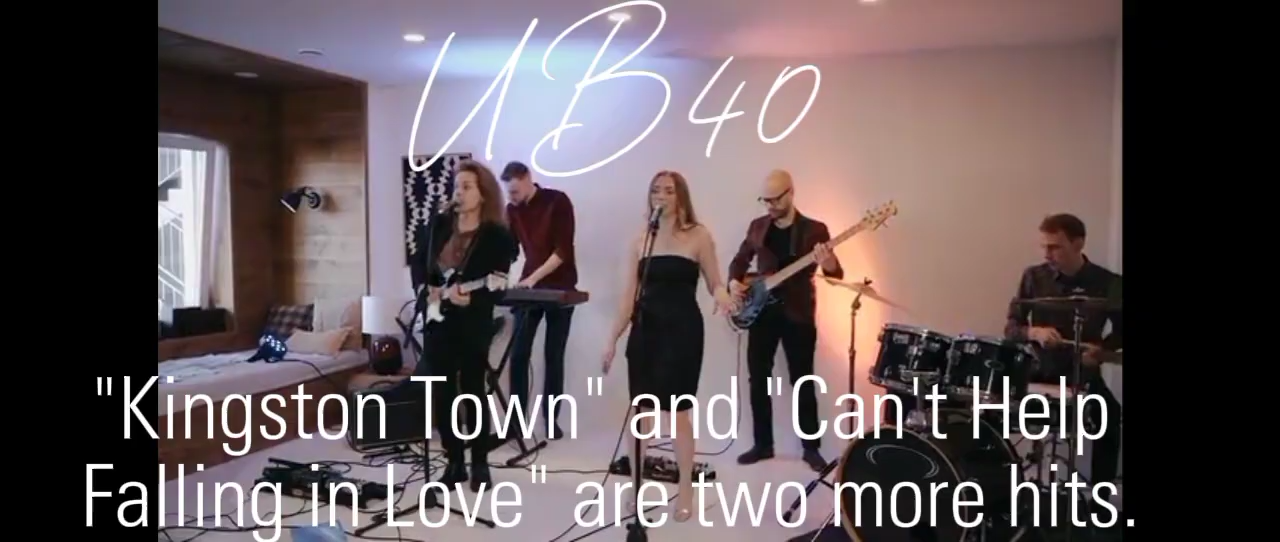 UB40
"Kingston Town" and "Can't Help
Falling in Love" are two more hits.